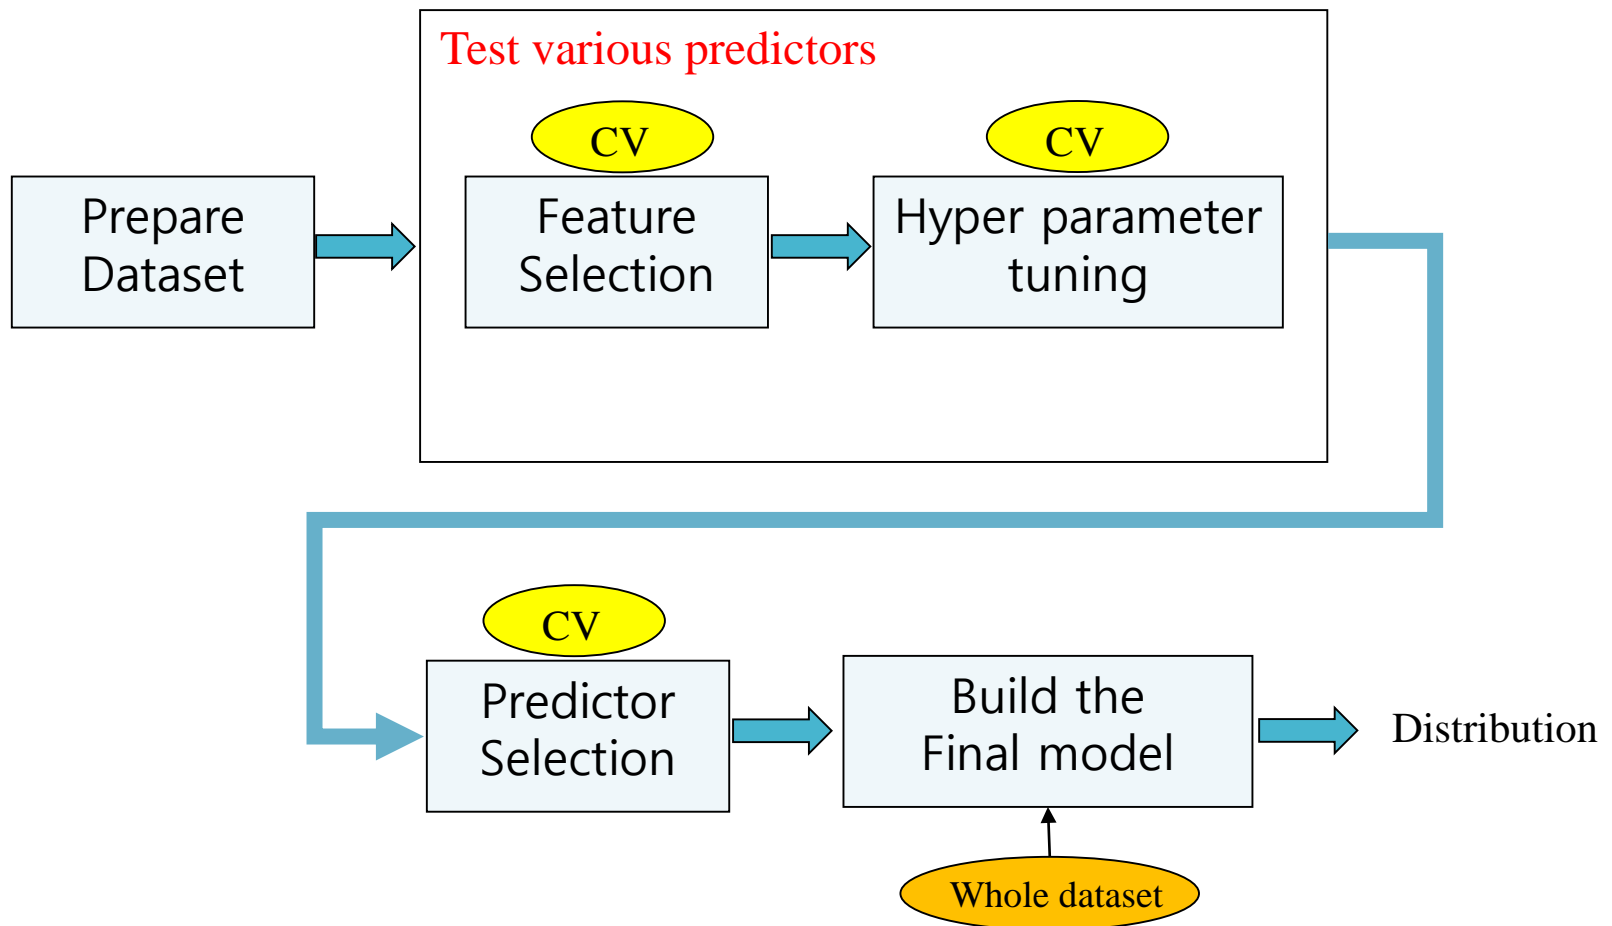 Test various predictors
CV
CV
Prepare
Dataset
Feature
Selection
Hyper parameter
tuning
CV
Predictor
Selection
Build the
Final model
Distribution
Whole dataset